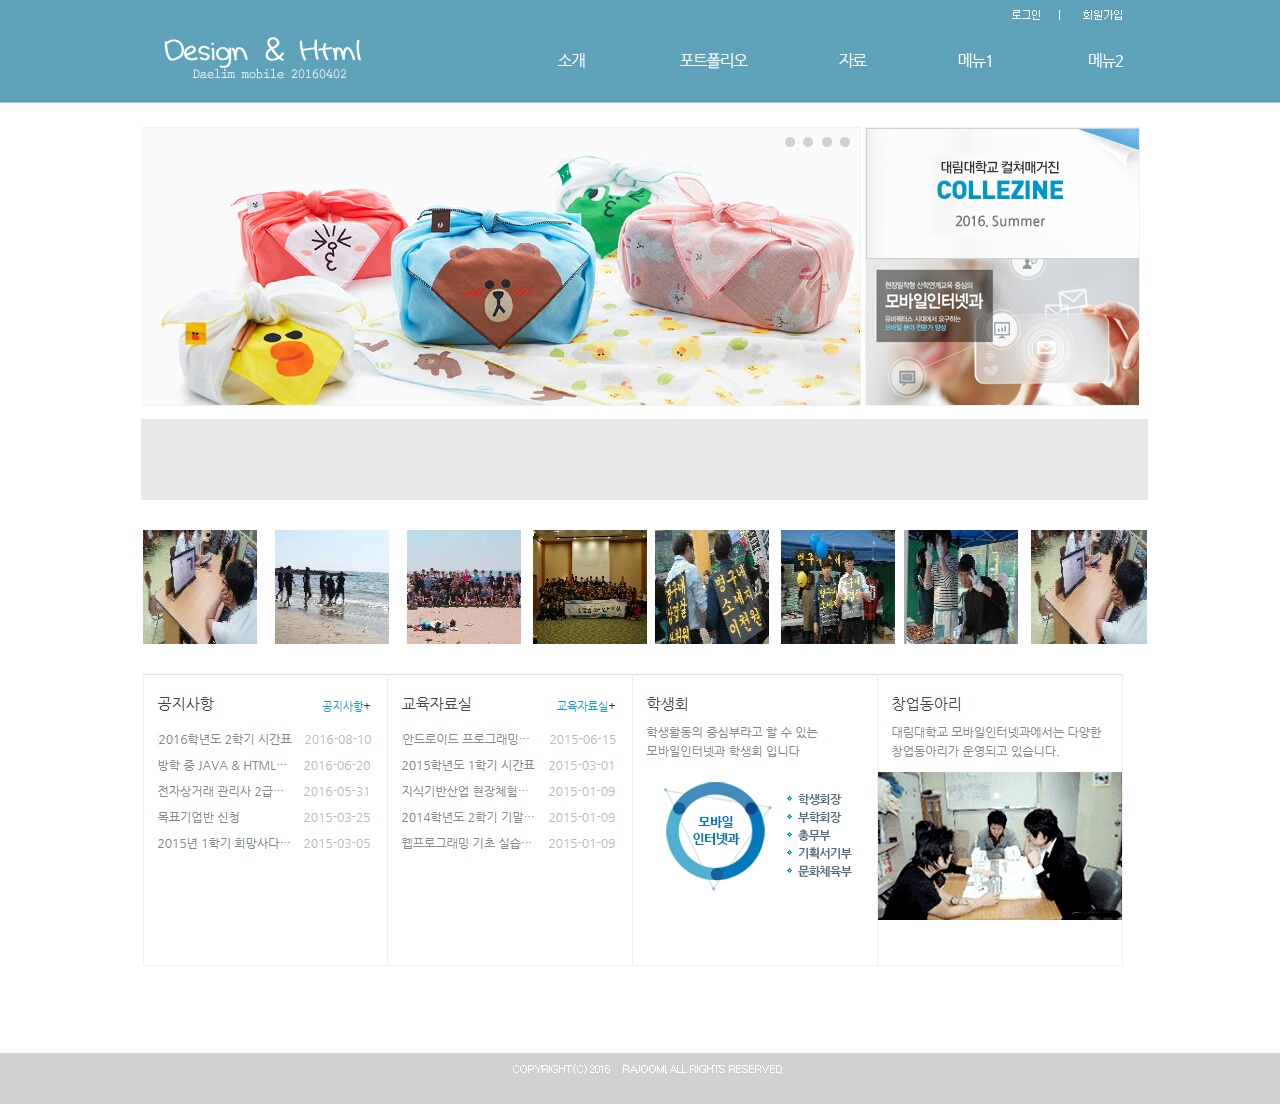 로그인 | 회원가입
Design & Html
Daelim mobile 20160402
소개 포트폴리오 자료 메뉴1 메뉴2
대림대학교 컬쳐매거진
COLLEZINE
2016. Summer
현장밀착형 산학연계교육 중심의
모바일인터넷과
유비쿼터스 시대에서 요구하는
모바일 분야 전문가 양성
병구네
소세지
이천원
공지사항 공지사항+
2016학년도 2학기 시간표 2016-08-10
방학 중 JAVA & HTML… 2016-06-20
전자상거래 관리사 2급… 2016-05-31
목표기업반 신청 2015-03-25
2015년 1학기 희망사다… 2015-03-05
교육자료실 교육자료실+
안드로이드 프로그래밍… 2015-06-15
2015학년도 1학기 시간표 2015-03-01
지식기반산업 현장체험… 2015-01-09
2014학년도 2학기 기말… 2015-01-09
웹프로그래밍 기초 실습… 2015-01-09
학생회
학생활동의 중심부라고 할 수 있는
모바일인터넷과 학생회 입니다
모바일
인터넷과
학생회장
부학회장
총무부
기획서기부
문화체육부
창업동아리
대림대학교 모바일인터넷과에서는 다양한
창업동아리가 운영되고 있습니다.
COPYRIGHT(C) 2016 RAJOOMI, ALL RIGHTS RESERVED.